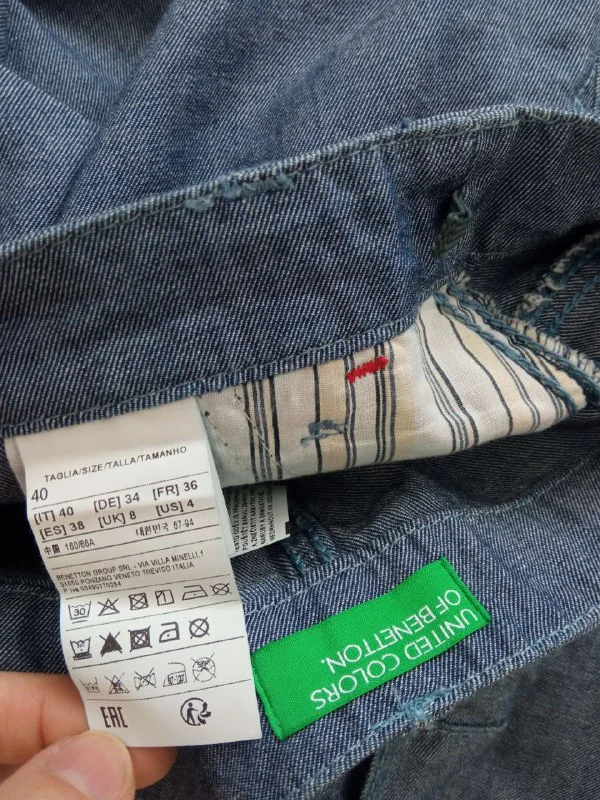 TAGLIA/SIZE/TALLA/TAMANHO
40
[IT] 40 [DE] 34 [FR] 36
[ES] 38 [UK] 8 [US] 4
中国 160/66A 대한민국 67-94
BENETTON GROUP SRL - VIA VILLA MINELLI,1
31050 PONZANO VENETO TREVISO ITALIA
30
EAC
UNITED COLORS
OF BENETTON.